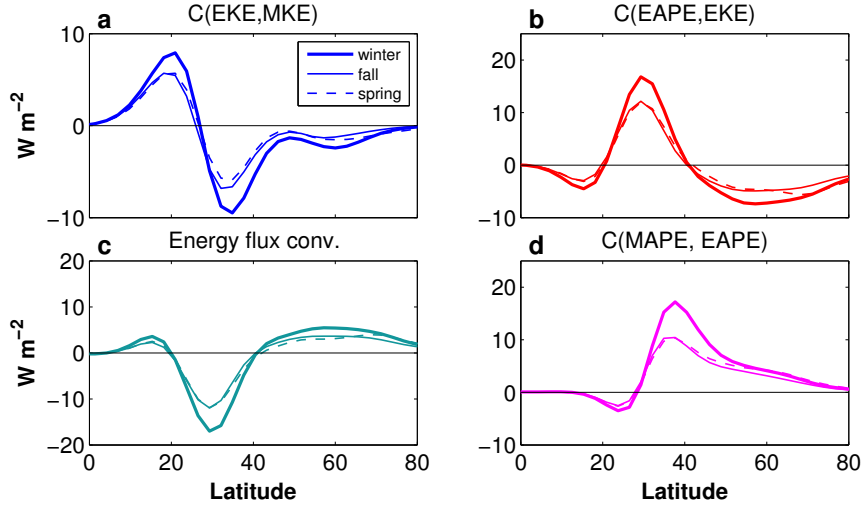 a C(EKE,MKE)
10
0
−10
W m−2
winter
fall
spring
b C(EAPE,EKE)
20
10
0
−10
c Energy flux conv.
20
10
0
−10
−20
W m−2
0 20 40 60 80
Latitude
d C(MAPE, EAPE)
20
10
0
−10
0 20 40 60 80
Latitude